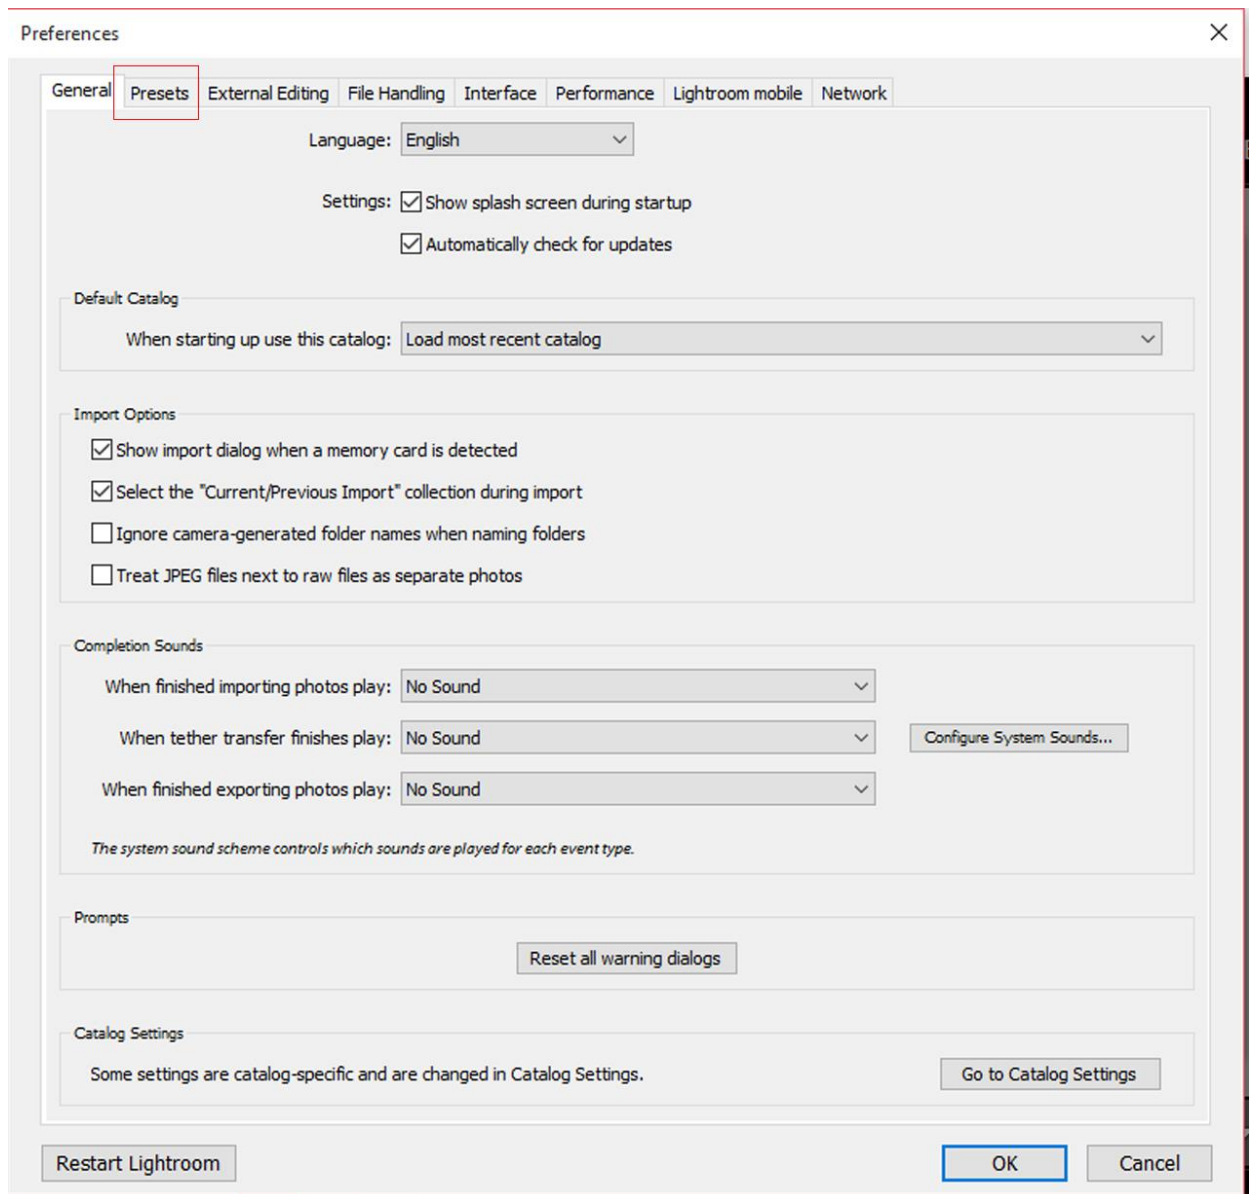 Preferences
General Presets External Editing File Handling Interface Performance Lightroom mobile Network
Language: English
Settings: Show splash screen during startup
Automatically check for updates
Default Catalog
When starting up use this catalog: Load most recent catalog
Import Options
Show import dialog when a memory card is detected
Select the "Current/Previous Import" collection during import
Ignore camera-generated folder names when naming folders
Treat JPEG files next to raw files as separate photos
Completion Sounds
When finished importing photos play: No Sound
When tether transfer finishes play: No Sound Configure System Sounds...
When finished exporting photos play: No Sound
The system sound scheme controls which sounds are played for each event type.
Prompts
Reset all warning dialogs
Catalog Settings
Some settings are catalog-specific and are changed in Catalog Settings. Go to Catalog Settings
Restart Lightroom OK Cancel